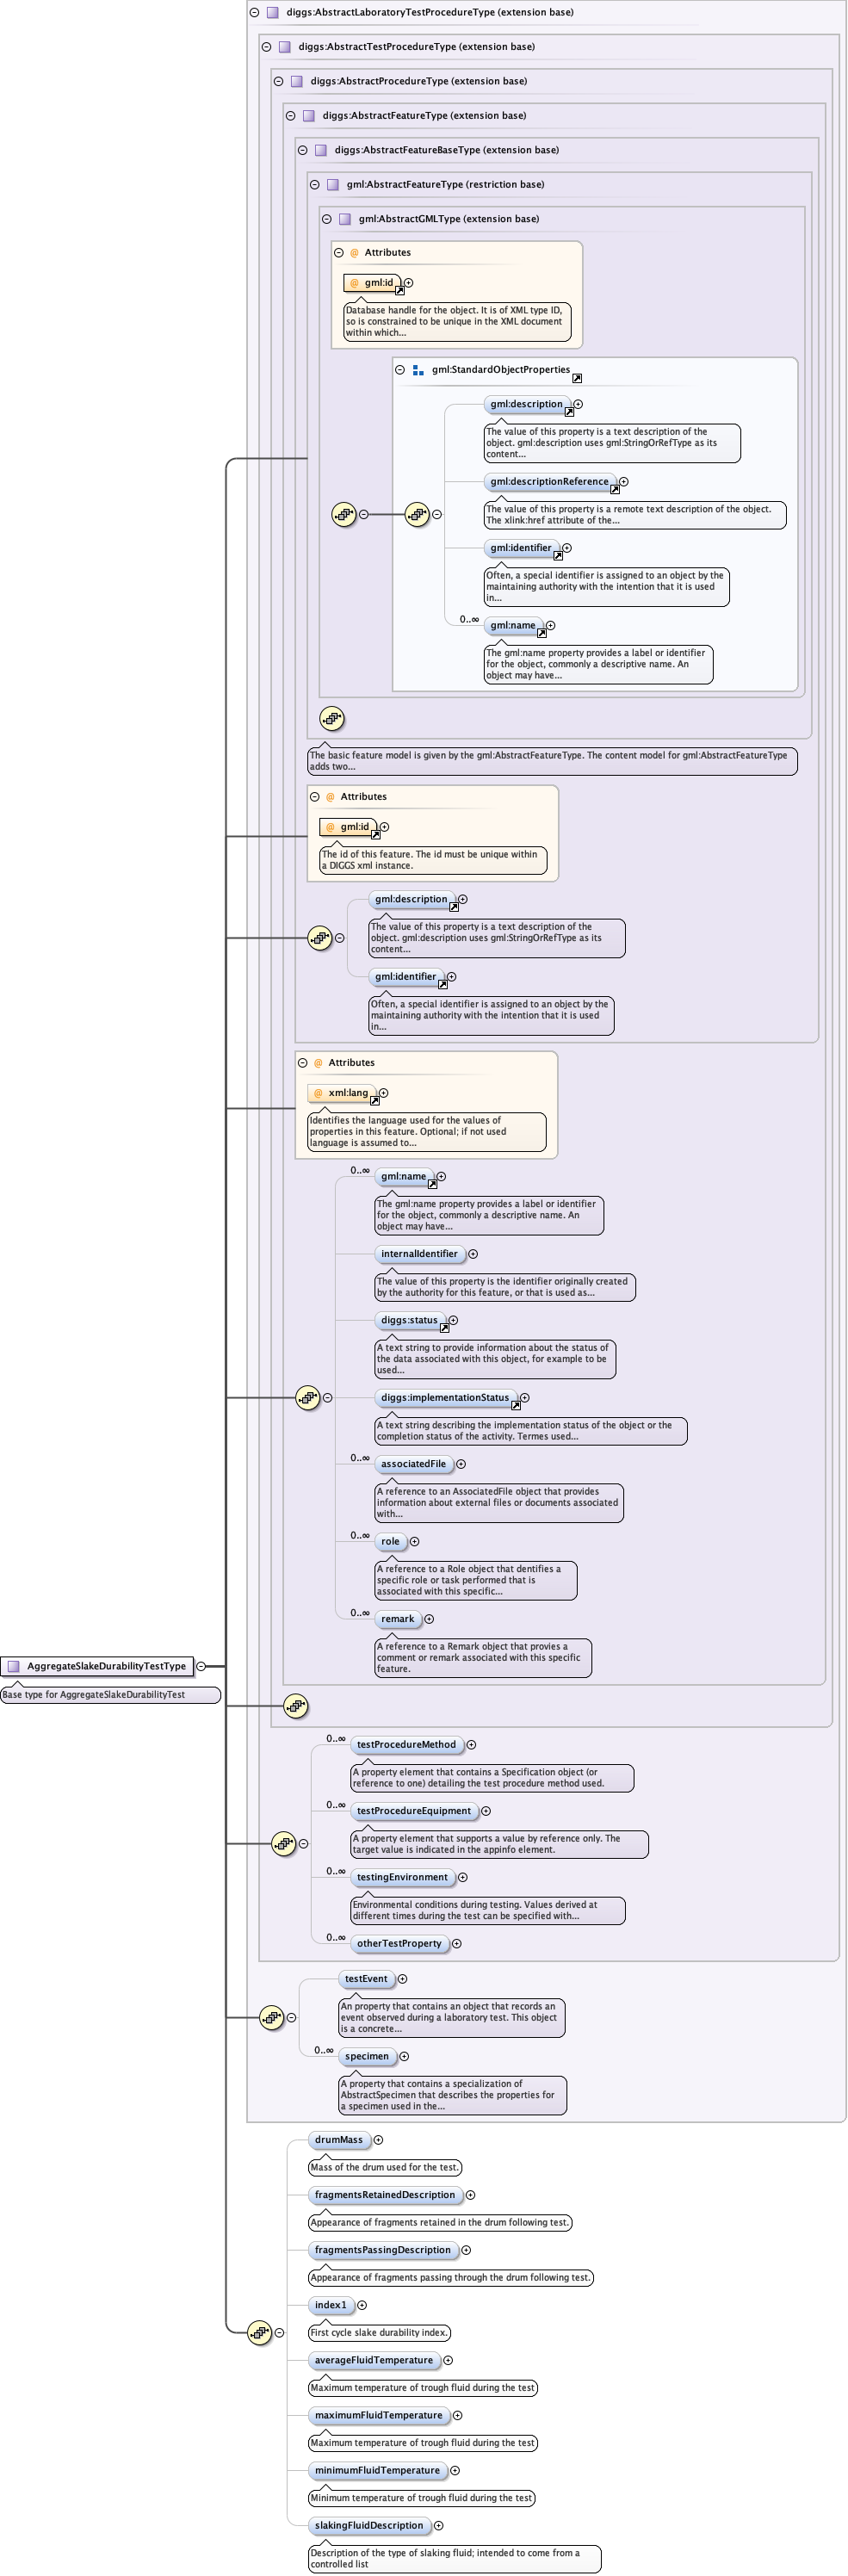 diggs:AbstractLaboratoryTestProcedureType (extension base)
diggs:AbstractTestProcedureType (extension base)
diggs:AbstractProcedureType (extension base)
diggs:AbstractFeatureType (extension base)
diggs:AbstractFeatureBaseType (extension base)
gml:AbstractFeatureType (restriction base)
gml:AbstractGMLType (extension base)
@ Attributes
@ gml:id
Database handle for the object. It is of XML type ID,
so is constrained to be unique in the XML document
within which...
gml:StandardObjectProperties
gml:description
The value of this property is a text description of the
object. gml:description uses gml:StringOrRefType as its
content...
gml:descriptionReference
The value of this property is a remote text description of the object.
The xlink:href attribute of the...
gml:identifier
Often, a special identifier is assigned to an object by the
maintaining authority with the intention that it is used
in...
0..∞
gml:name
The gml:name property provides a label or identifier
for the object, commonly a descriptive name. An
object may have...
The basic feature model is given by the gml:AbstractFeatureType. The content model for gml:AbstractFeatureType
adds two...
@ Attributes
@ gml:id
The id of this feature. The id must be unique within
a DIGGS xml instance.
gml:description
The value of this property is a text description of the
object. gml:description uses gml:StringOrRefType as its
content...
gml:identifier
Often, a special identifier is assigned to an object by the
maintaining authority with the intention that it is used
in...
@ Attributes
@ xml:lang
Identifies the language used for the values of
properties in this feature. Optional; if not used
language is assumed to...
0..∞
gml:name
The gml:name property provides a label or identifier
for the object, commonly a descriptive name. An
object may have...
internalIdentifier
The value of this property is the identifier originally created
by the authority for this feature, or that is used as...
diggs:status
A text string to provide information about the status of
the data associated with this object, for example to be
used...
diggs:implementationStatus
A text string describing the implementation status of the object or the
completion status of the activity. Termes used...
0..∞
associatedFile
A reference to an AssociatedFile object that provides
information about external files or documents associated
with...
0..∞
role
A reference to a Role object that dentifies a
specific role or task performed that is
associated with this specific...
0..∞
remark
A reference to a Remark object that provies a
comment or remark associated with this specific
feature.
AggregateSlakeDurabilityTestType
Base type for AggregateSlakeDurabilityTest
0..∞
testProcedureMethod
A property element that contains a Specification object (or
reference to one) detailing the test procedure method used.
0..∞
testProcedureEquipment
A property element that supports a value by reference only. The
target value is indicated in the appinfo element.
0..∞
testingEnvironment
Environmental conditions during testing. Values derived at
different times during the test can be specified with...
0..∞
otherTestProperty
testEvent
An property that contains an object that records an
event observed during a laboratory test. This object
is a concrete...
0..∞
specimen
A property that contains a specialization of
AbstractSpecimen that describes the properties for
a specimen used in the...
drumMass
Mass of the drum used for the test.
fragmentsRetainedDescription
Appearance of fragments retained in the drum following test.
fragmentsPassingDescription
Appearance of fragments passing through the drum following test.
index1
First cycle slake durability index.
averageFluidTemperature
Maximum temperature of trough fluid during the test
maximumFluidTemperature
Maximum temperature of trough fluid during the test
minimumFluidTemperature
Minimum temperature of trough fluid during the test
slakingFluidDescription
Description of the type of slaking fluid; intended to come from a
controlled list